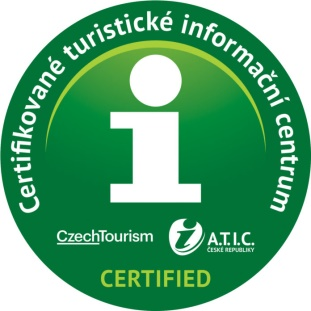 Certifikované turistické informační centrum
i
CzechTourism
A.T.I.C.
ČESKÉ REPUBLIKY
CERTIFIED